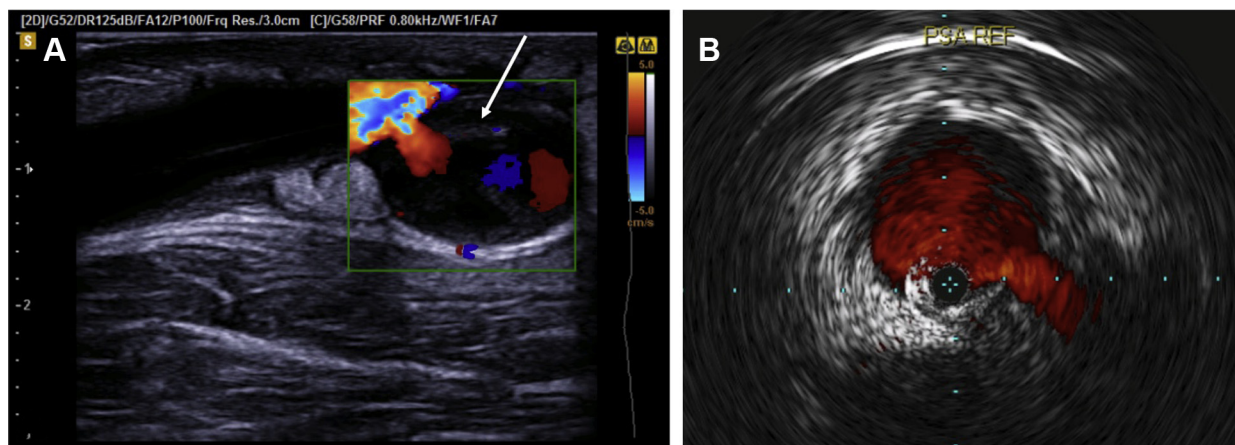 [2D]/G52/DR125dB/FA12/P100/Frq Res./3.0cm [C]/G58/PRF 0.80kHz/WF1/FA7
S
A
B
PSA REF
M
5.0
-1
-5.0
cm/s
-2